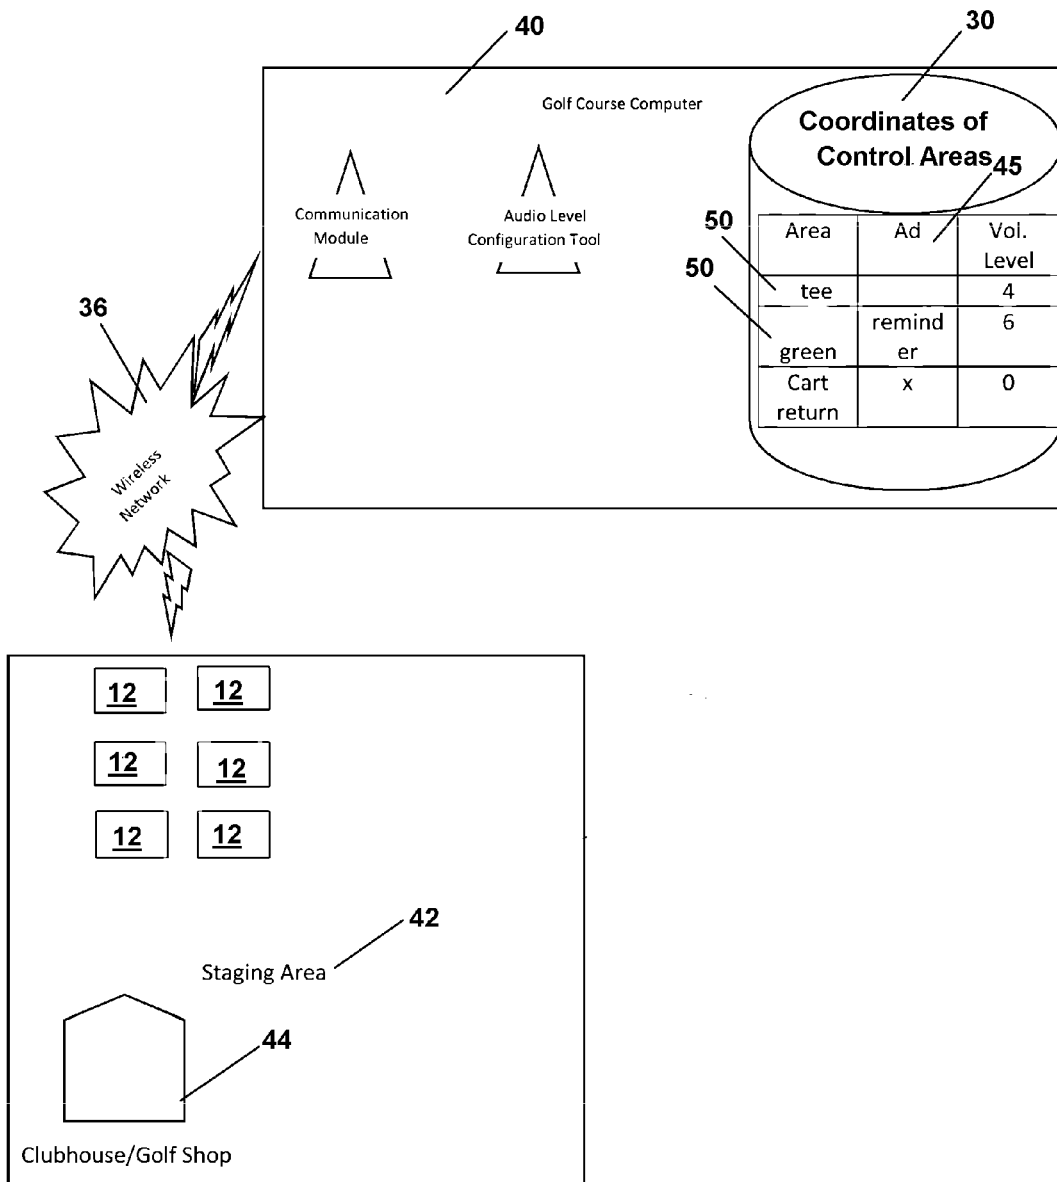 40
30
Golf Course Computer
Coordinates of
Control Areas
45
Communication
Module
Audio Level
Configuration Tool
50
50
Area Ad Vol.
Level
tee 4
remind 6
green er
Cart x 0
return
36
Wireless
Network
12 12
12 12
12 12
42
Staging Area
44
Clubhouse/Golf Shop